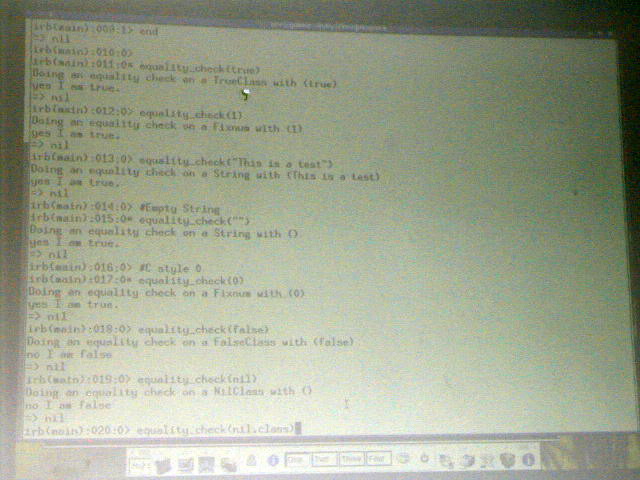 irb(main):009:1> end
=> nil
irb(main):010:0>
irb(main):011:0* equality_check(true)
Doing an equality check on a TrueClass with (true)
yes I am true.
=> nil
irb(main):012:0> equality_check(1)
Doing an equality check on a Fixnum with (1)
yes I am true.
=> nil
irb(main):013:0> equality_check("This is a test")
Doing an equality check on a String with (This is a test)
yes I am true.
=> nil
irb(main):014:0> #Empty String
irb(main):015:0* equality_check("")
Doing an equality check on a String with ()
yes I am true.
=> nil
irb(main):016:0> #C style 0
irb(main):017:0* equality_check(0)
Doing an equality check on a Fixnum with (0)
yes I am true.
=> nil
irb(main):018:0> equality_check(false)
Doing an equality check on a FalseClass with (false)
no I am false
=> nil
irb(main):019:0> equality_check(nil)
Doing an equality check on a NilClass with ()
no I am false
=> nil
irb(main):020:0> equality_check(nil.class)
One Two Three Four